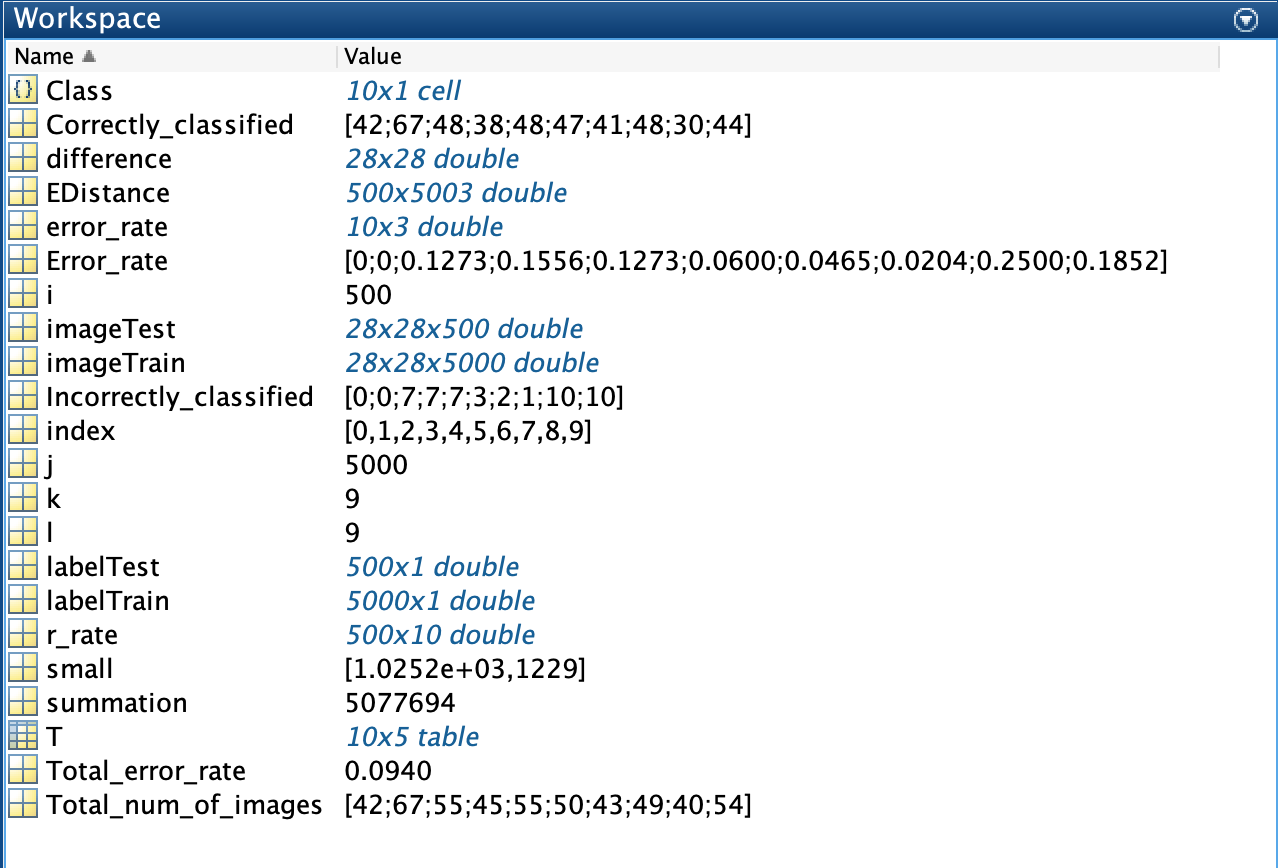 Workspace
Name Value
Class 10x1 cell
Correctly_classified [42;67;48;38;48;47;41;48;30;44]
difference 28x28 double
EDistance 500x5003 double
error_rate 10x3 double
Error_rate [0;0;0.1273;0.1556;0.1273;0.0600;0.0465;0.0204;0.2500;0.1852]
i 500
imageTest 28x28x500 double
imageTrain 28x28x5000 double
Incorrectly_classified [0;0;7;7;7;3;2;1;10;10]
index [0,1,2,3,4,5,6,7,8,9]
j 5000
k 9
l 9
labelTest 500x1 double
labelTrain 5000x1 double
r_rate 500x10 double
small [1.0252e+03,1229]
summation 5077694
T 10x5 table
Total_error_rate 0.0940
Total_num_of_images [42;67;55;45;55;50;43;49;40;54]